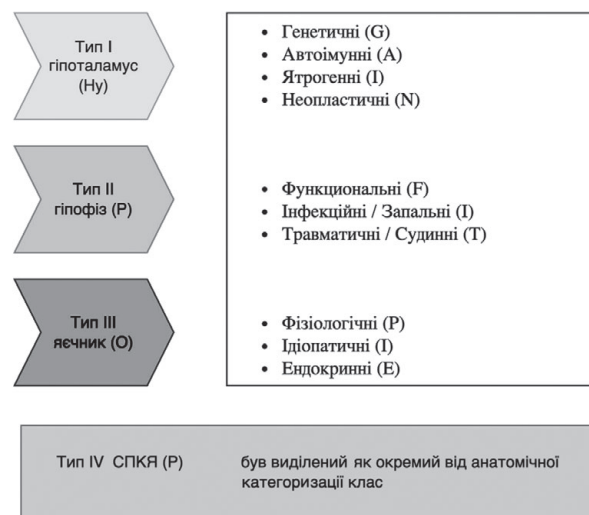 Тип I
гіпоталамус
(Hy)
• Генетичні (G)
• Автоімунні (A)
• Ятрогенні (I)
• Неопластичні (N)
Тип II
гіпофіз (P)
• Функциональні (F)
• Інфекційні / Запальні (I)
• Травматичні / Судинні (T)
Тип III
яєчник (O)
• Фізіологічні (P)
• Ідіопатичні (I)
• Ендокринні (E)
Тип IV СПКЯ (P)
був виділений як окремий від анатомічної
категоризації клас